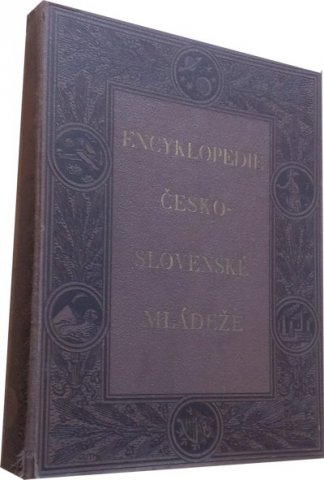 ENCYKLOPEDIE
ČESKO-
SLOVENSKÉ
MLÁDEŽE